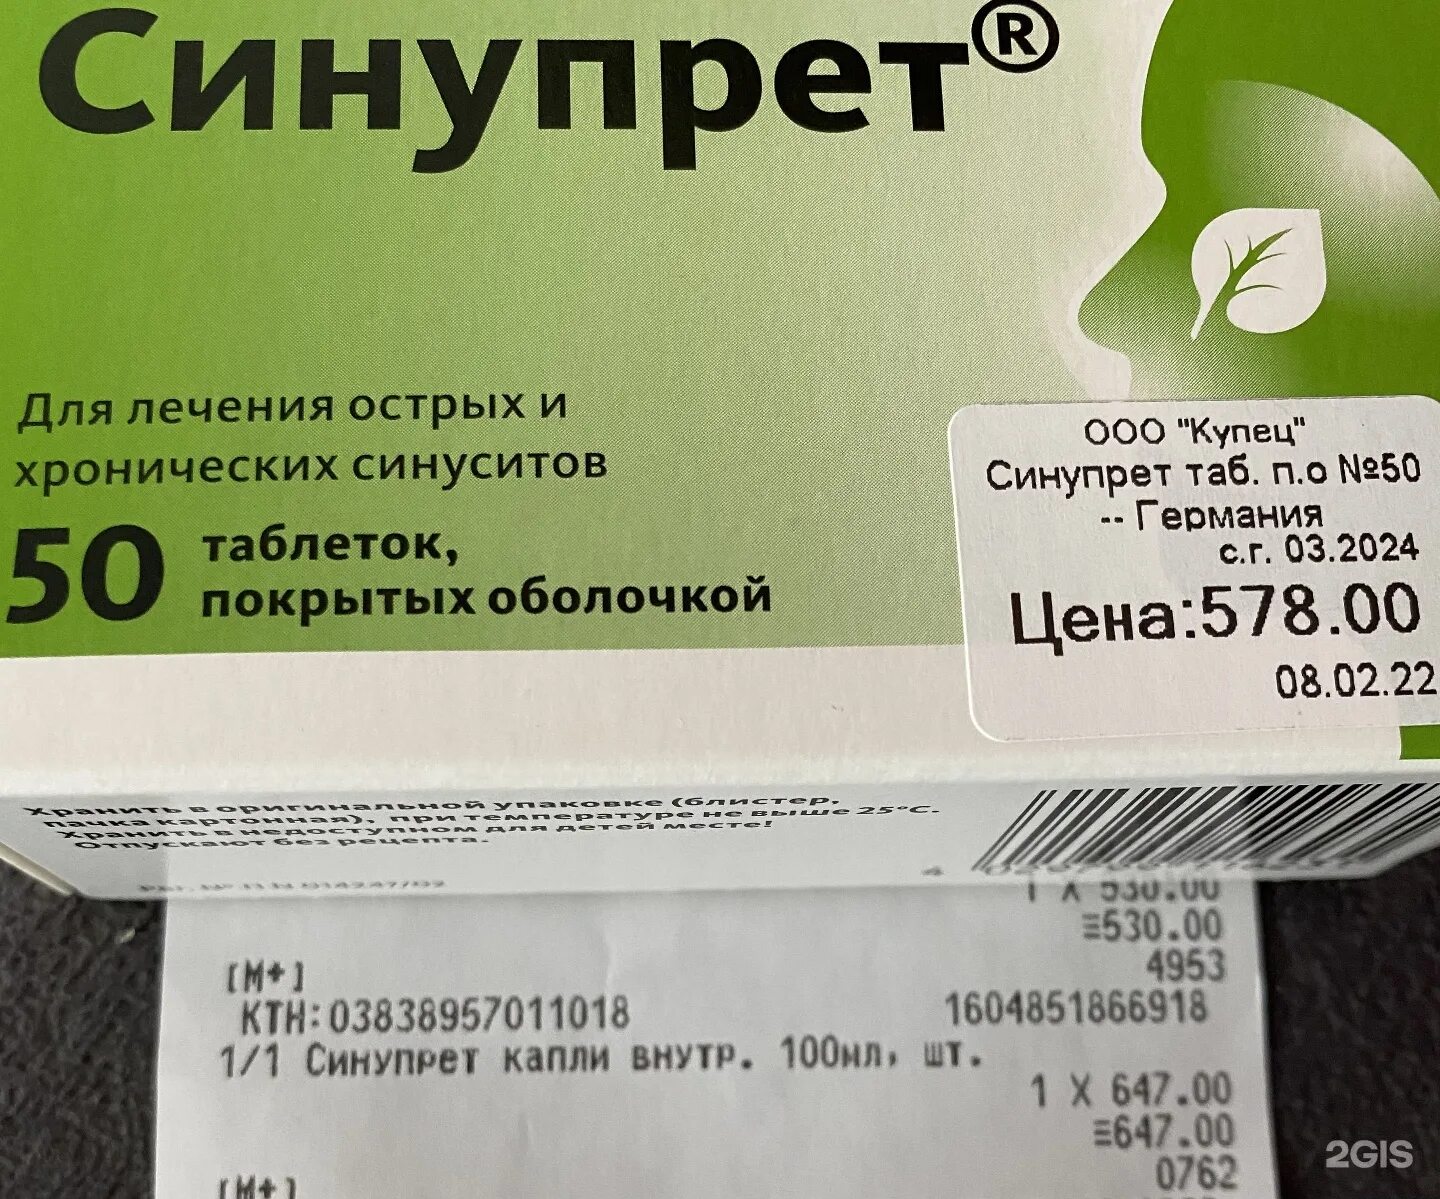 Синупрет®
Для лечения острых и
хронических синуситов
50 таблеток,
покрытых оболочкой
ООО "Купец"
Синупрет таб. п.о №50
-- Германия
с.г. 03.2024
Цена:578.00
08.02.22
Хранить в оригинальной упаковке (блистер,
пачка картонная), при температуре не выше 25°С.
Хранить в недоступном для детей месте!
Отпускают без рецепта.
1 X 530.00
≡530.00
4953
[M+]
КТН:03838957011018 1604851866918
1/1 Синупрет капли внутр. 100мл, шт.
1 X 647.00
≡647.00
0762
[M+]
2GIS